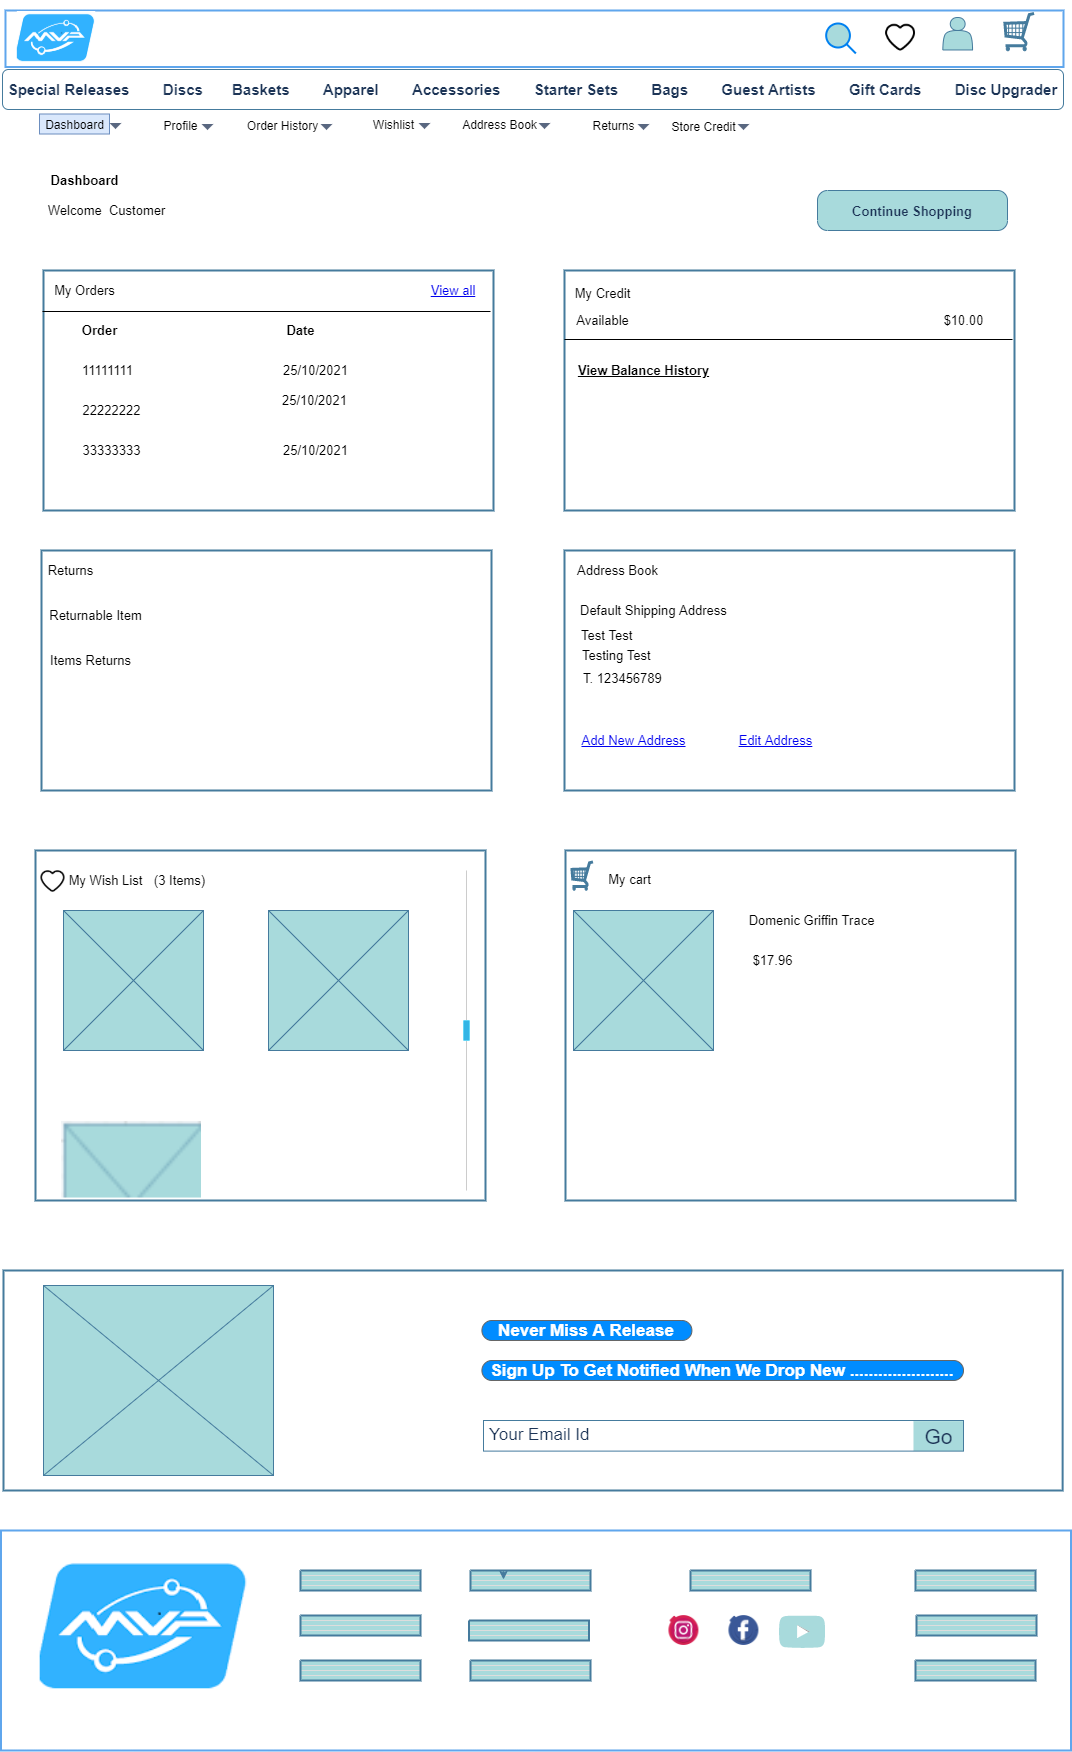 MVP
Special Releases Discs Baskets Apparel Accessories Starter Sets Bags Guest Artists Gift Cards Disc Upgrader
Dashboard Profile Order History Wishlist Address Book Returns Store Credit
Dashboard
Welcome Customer
Continue Shopping
My Orders View all
Order Date
11111111 25/10/2021
22222222 25/10/2021
33333333 25/10/2021
My Credit
Available $10.00
View Balance History
Returns
Returnable Item
Items Returns
Address Book
Default Shipping Address
Test Test
Testing Test
T. 123456789
Add New Address Edit Address
My Wish List (3 Items)
My cart
Domenic Griffin Trace
$17.96
Never Miss A Release
Sign Up To Get Notified When We Drop New ......................
Your Email Id Go
MVP